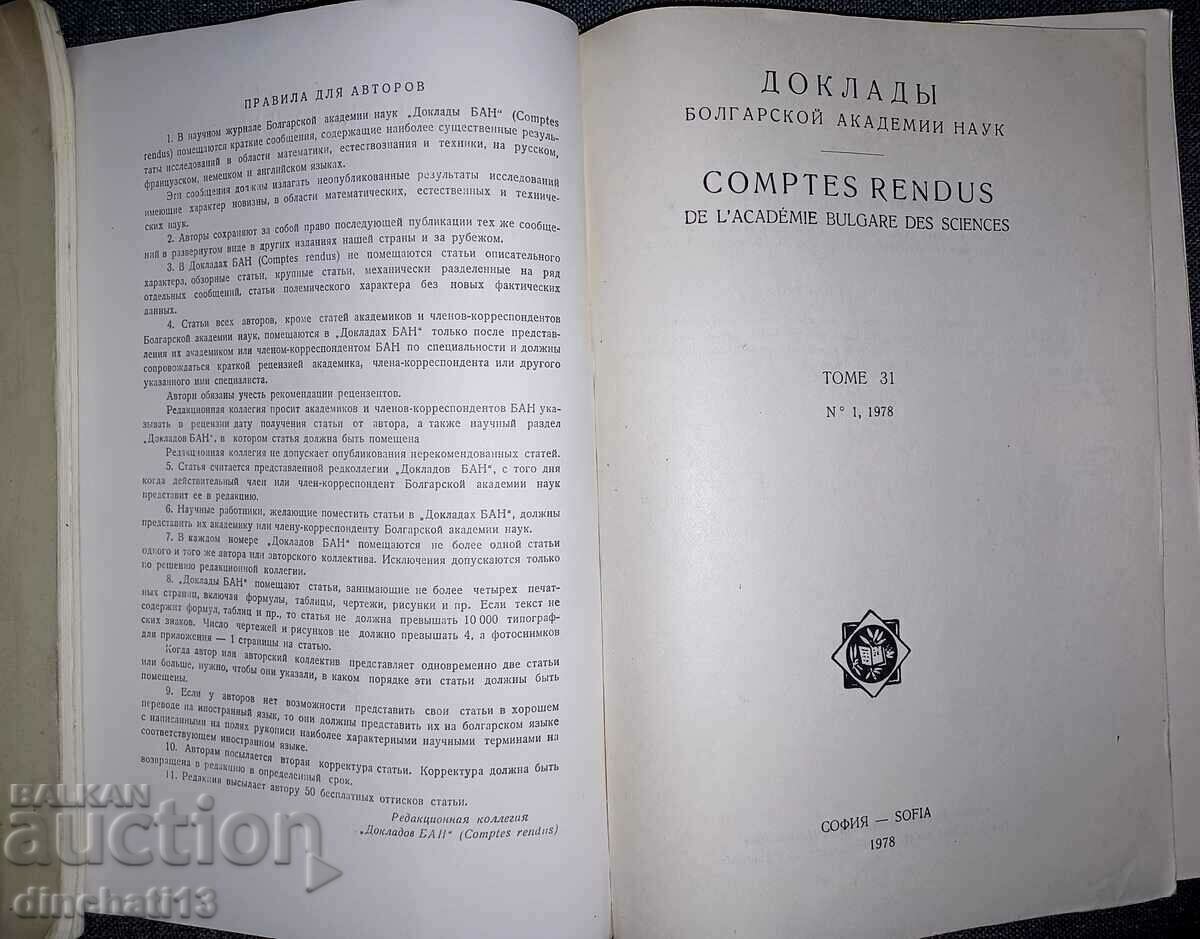 ПРАВИЛА ДЛЯ АВТОРОВ
1. В научном журнале Болгарской академии наук „Доклады БАН“ (Comptes
rendus) помещаются краткие сообщения, содержащие наиболее существенные резуль-
таты исследований в области математики, естествознания и техники, на русском,
французском, немецком и английском языках.
Эти сообщения должны излагать неопубликованные результаты исследований
имеющие характер новизны, в области математических, естественных и техниче-
ских наук.
2. Авторы сохраняют за собой право последующей публикации тех же сообще-
ний в развернутом виде в других изданиях нашей страны и за рубежом.
3. В Докладах БАН (Comptes rendus) не помещаются статьи описательного
характера, обзорные статьи, крупные статьи, механически разделенные на ряд
отдельных сообщений, статьи полемического характера без новых фактических
данных.
4. Статьи всех авторов, кроме статей академиков и членов-корреспондентов
Болгарской академии наук, помещаются в „Докладах БАН“ только после представ-
ления их академиком или членом-корреспондентом БАН по специальности и должны
сопровождаться краткой рецензией академика, члена-корреспондента или другого
указанного ими специалиста.
Автори обязаны учесть рекомендации рецензентов.
Редакционная коллегия просит академиков и членов-корреспондентов БАН ука-
зывать в рецензии дату получения статьи от автора, а также научный раздел
„Докладов БАН“, в котором статья должна быть помещена
Редакционная коллегия не допускает опубликования нерекомендованных статей.
5. Статья считается представленной редколлегии „Докладов БАН“, с того дня
когда действительный член или член-корреспондент Болгарской академии наук
представит ее в редакцию.
6. Научные работники, желающие поместить статьи в „Докладах БАН“, должны
представить их академику или члену-корреспонденту Болгарской академии наук.
7. В каждом номере „Докладов БАН“ помещаются не более одной статьи
одного и того же автора или авторского коллектива. Исключения допускаются только
по решению редакционной коллегии.
8. „Доклады БАН“ помещают статьи, занимающие не более четырех печат-
ных страниц, включая формулы, таблицы, чертежи, рисунки и пр. Если текст не
содержит формул, таблиц и пр., то статья не должна превышать 10 000 типограф-
ских знаков. Число чертежей и рисунков не должно превышать 4, а фотоснимков
для приложения — 1 страницы на статью.
Когда автор или авторский коллектив представляет одновременно две статьи
или больше, нужно, чтобы они указали, в каком порядке эти статьи должны быть
помещены.
9. Если у авторов нет возможности представить свои статьи в хорошем
переводе на иностранный язык, то они должны представить их на болгарском языке
с написанными на полях рукописи наиболее характерными научными терминами на
соответствующем иностранном языке.
10. Авторам посылается вторая корректура статьи. Корректура должна быть
возвращена в редакцию в определенный срок.
11. Редакция высылает автору 50 бесплатных оттисков статьи.
Редакционная коллегия
„Докладов БАН“ (Comptes rendus)
ДОКЛАДЫ
БОЛГАРСКОЙ АКАДЕМИИ НАУК
COMPTES RENDUS
DE L'ACADÉMIE BULGARE DES SCIENCES
TOME 31
N° 1, 1978
СОФИЯ — SOFIA
1978
BALKAN
auction
dinchati13